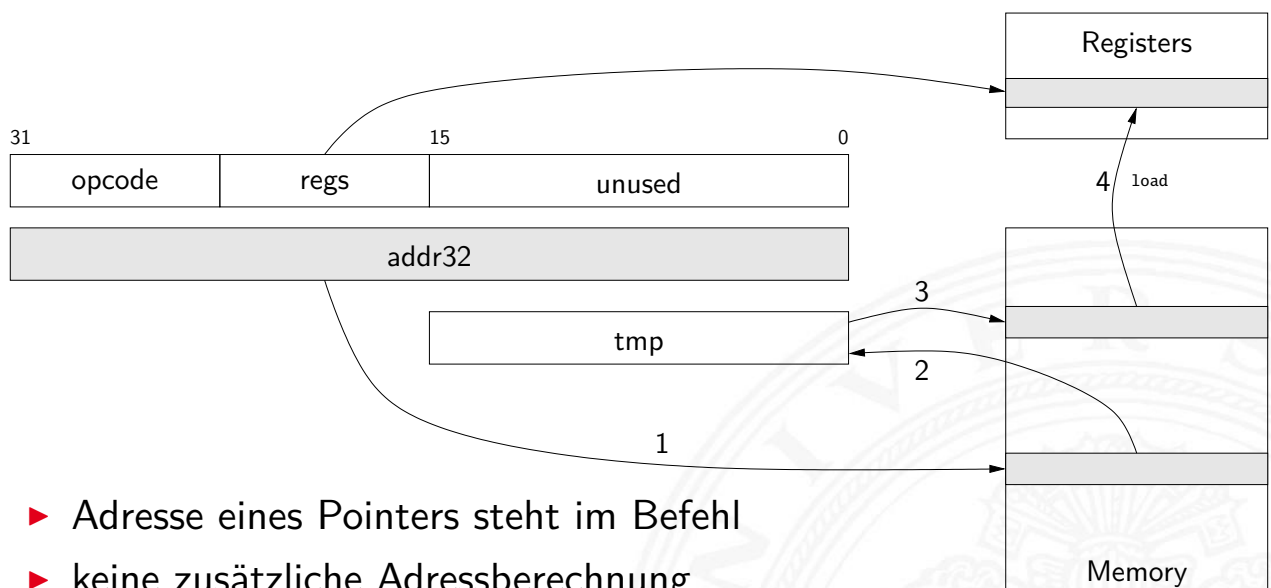 Registers
31 15 0
opcode regs unused
4 load
addr32
3
tmp
2
1
▶ Adresse eines Pointers steht im Befehl
▶ keine zusätzliche Adressberechnung
Memory
I V E R S